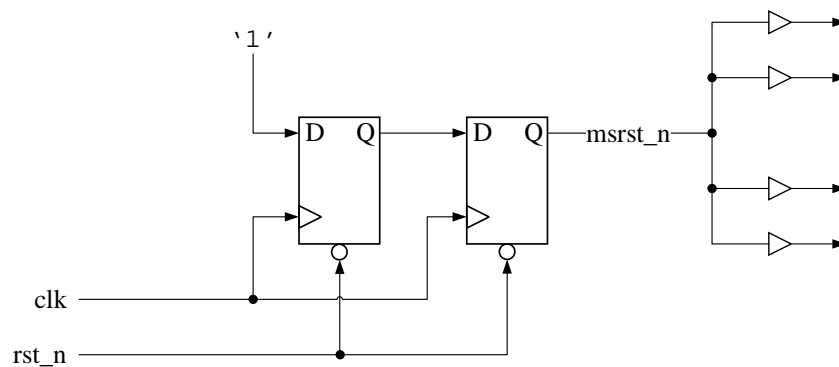 ‘1’
D Q
D Q
msrst_n
clk
rst_n